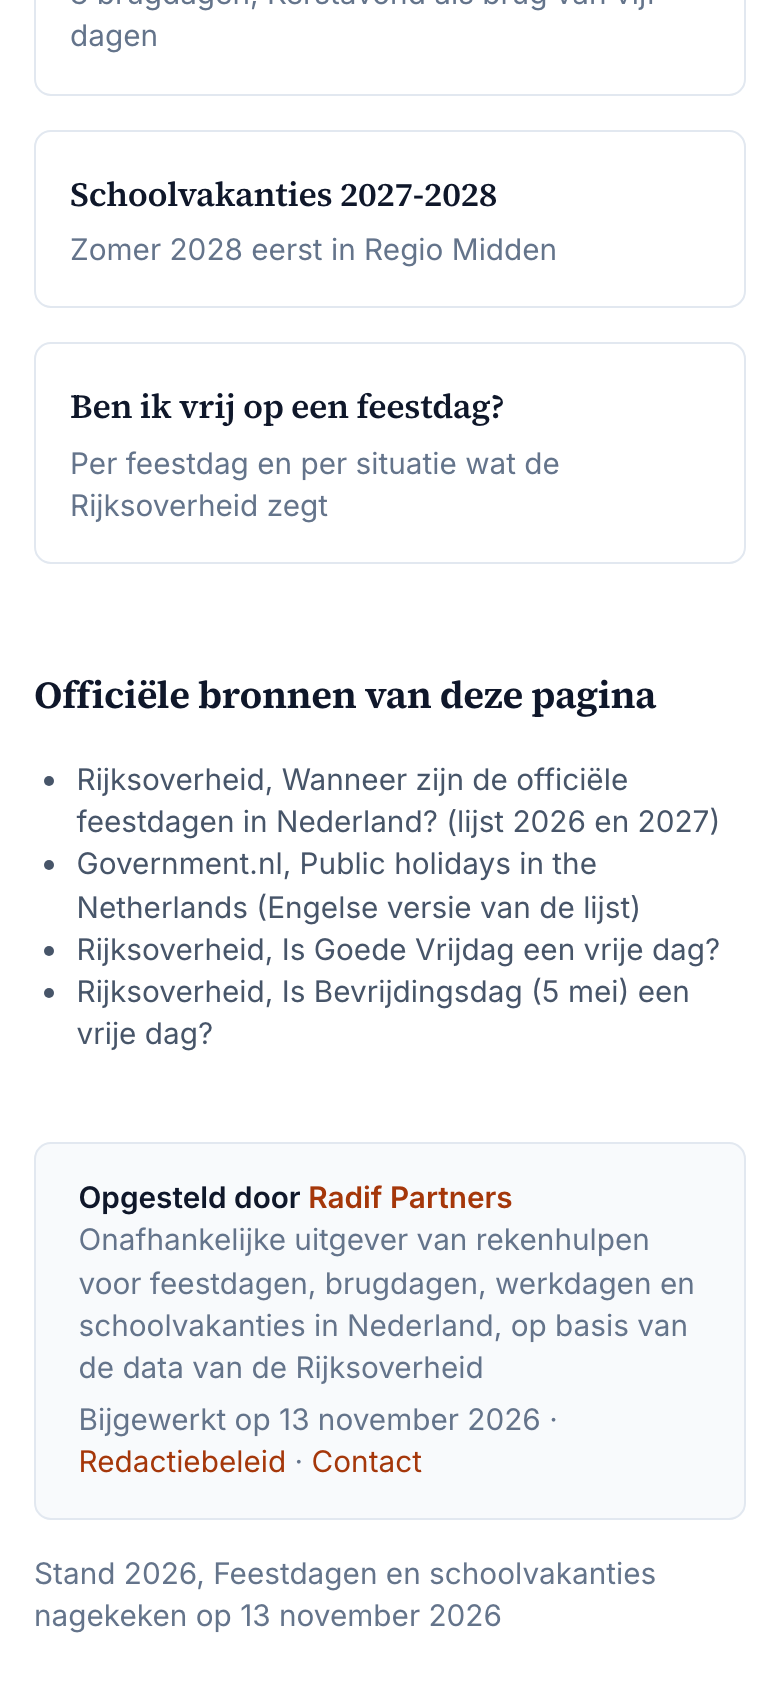 dagen
Schoolvakanties 2027-2028
Zomer 2028 eerst in Regio Midden
Ben ik vrij op een feestdag?
Per feestdag en per situatie wat de
Rijksoverheid zegt
Officiële bronnen van deze pagina
• Rijksoverheid, Wanneer zijn de officiële
feestdagen in Nederland? (lijst 2026 en 2027)
• Government.nl, Public holidays in the
Netherlands (Engelse versie van de lijst)
• Rijksoverheid, Is Goede Vrijdag een vrije dag?
• Rijksoverheid, Is Bevrijdingsdag (5 mei) een
vrije dag?
Opgesteld door Radif Partners
Onafhankelijke uitgever van rekenhulpen
voor feestdagen, brugdagen, werkdagen en
schoolvakanties in Nederland, op basis van
de data van de Rijksoverheid
Bijgewerkt op 13 november 2026 ·
Redactiebeleid · Contact
Stand 2026, Feestdagen en schoolvakanties
nagekeken op 13 november 2026